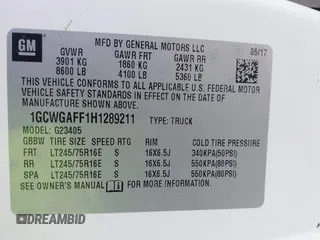 GM
MFD BY GENERAL MOTORS LLC
05/17
GVWR GAWR FRT GAWR RR
3901 KG 1860 KG 2431 KG
8600 LB 4100 LB 5360 LB
THIS VEHICLE CONFORMS TO ALL APPLICABLE U.S. FEDERAL MOTOR
VEHICLE SAFETY STANDARDS IN EFFECT ON THE DATE OF
MANUFACTURE SHOWN ABOVE.
1GCWGAFF1H1289211 TYPE: TRUCK
MODEL: G23405
GBBW TIRE SIZE SPEED RTG RIM COLD TIRE PRESSURE
FRT LT245/75R16E S 16X6.5J 340KPA(50PSI)
RR LT245/75R16E S 16X6.5J 550KPA(80PSI)
SPA LT245/75R16E S 16X6.5J 550KPA(80PSI)
SEE OWNER'S MANUAL FOR ADDITIONAL INFORMATION.
DREAMBID